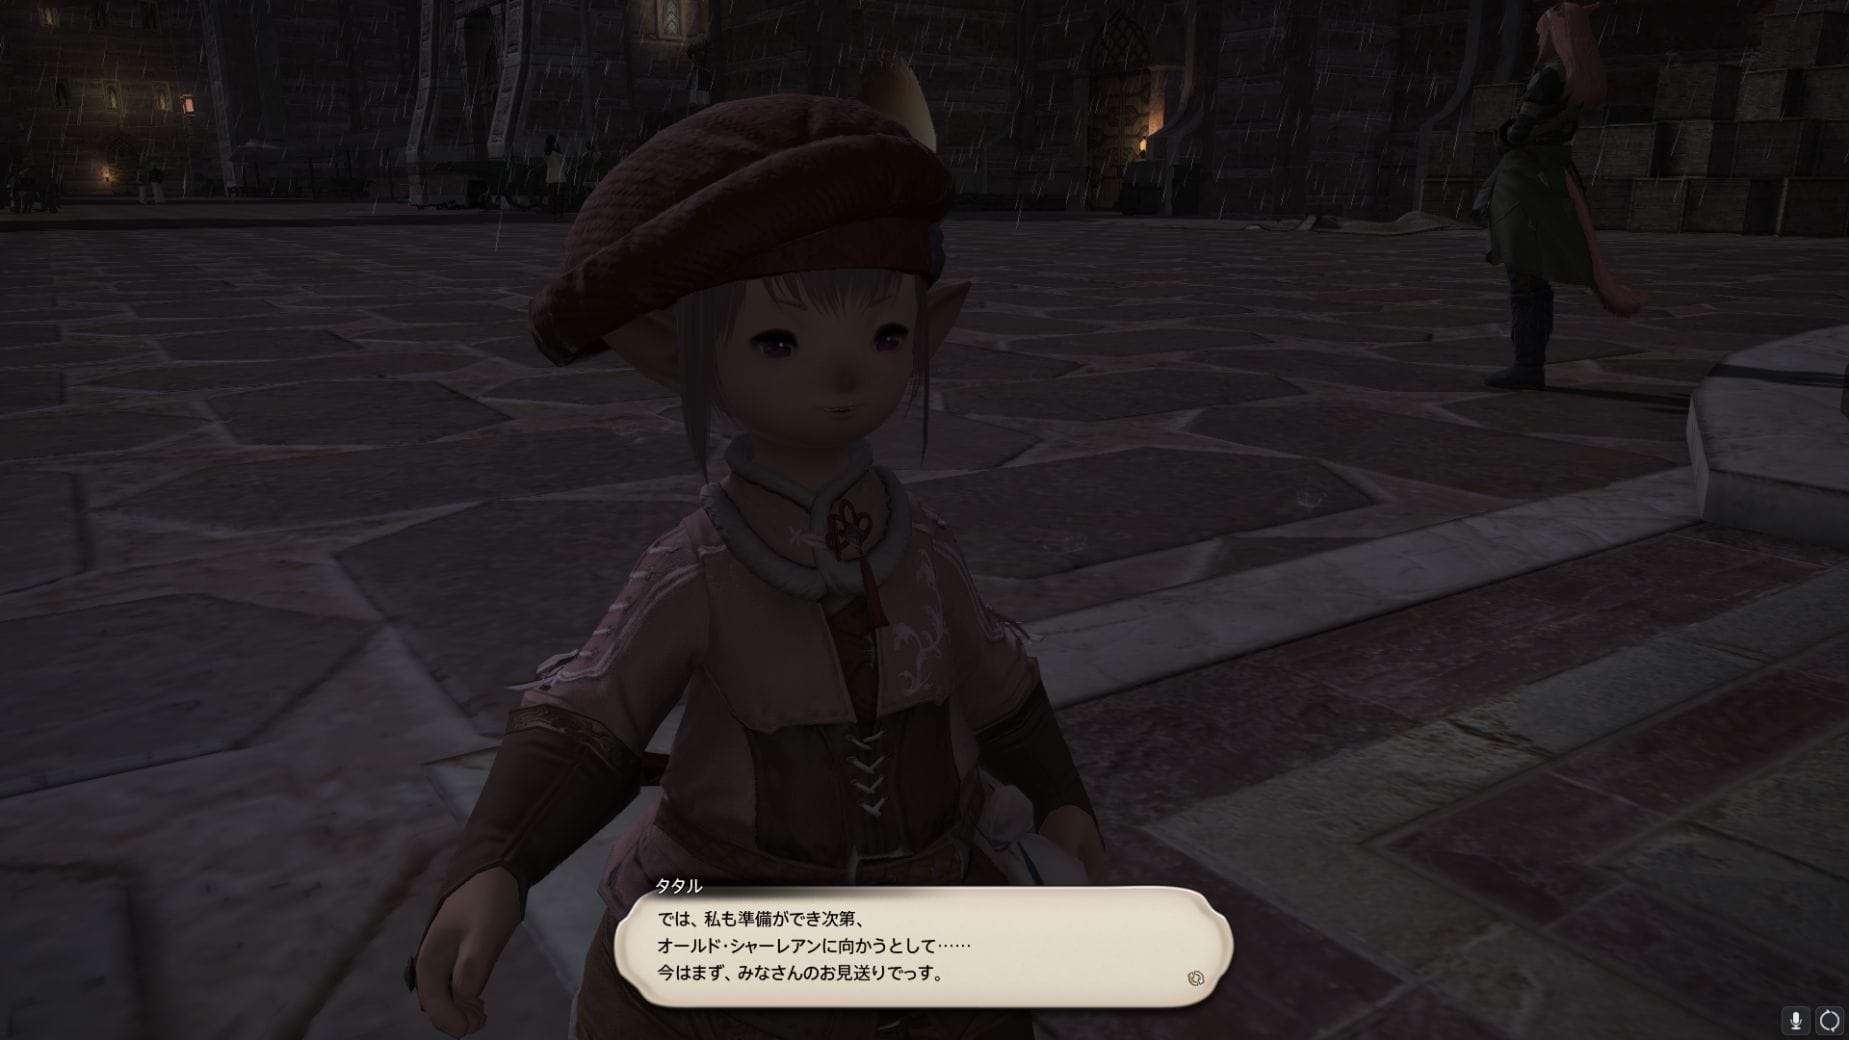 タタル
では、私も準備ができ次第、
オールド・シャーレアンに向かうとして……
今はまず、みなさんのお見送りでっす。